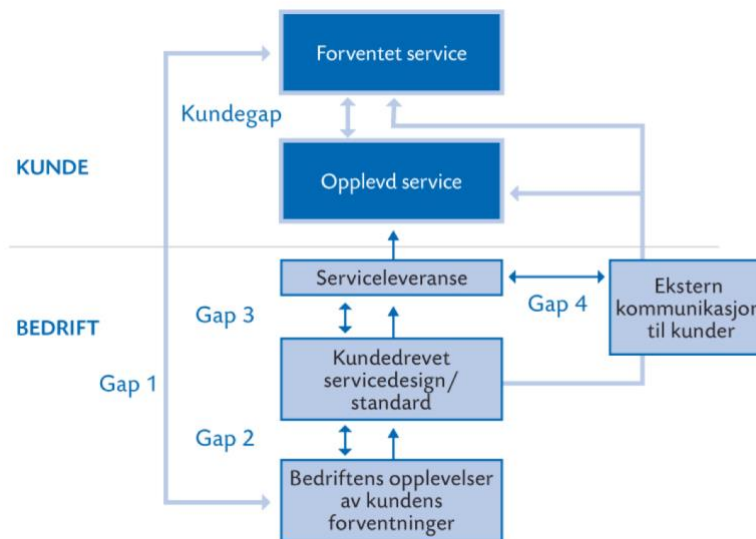 Forventet service
Kundegap
KUNDE
Opplevd service
Serviceleveranse
Gap 3
Gap 4
Ekstern
kommunikasjon
til kunder
BEDRIFT
Gap 1
Kundedrevet
servicedesign/
standard
Gap 2
Bedriftens opplevelser
av kundens
forventninger